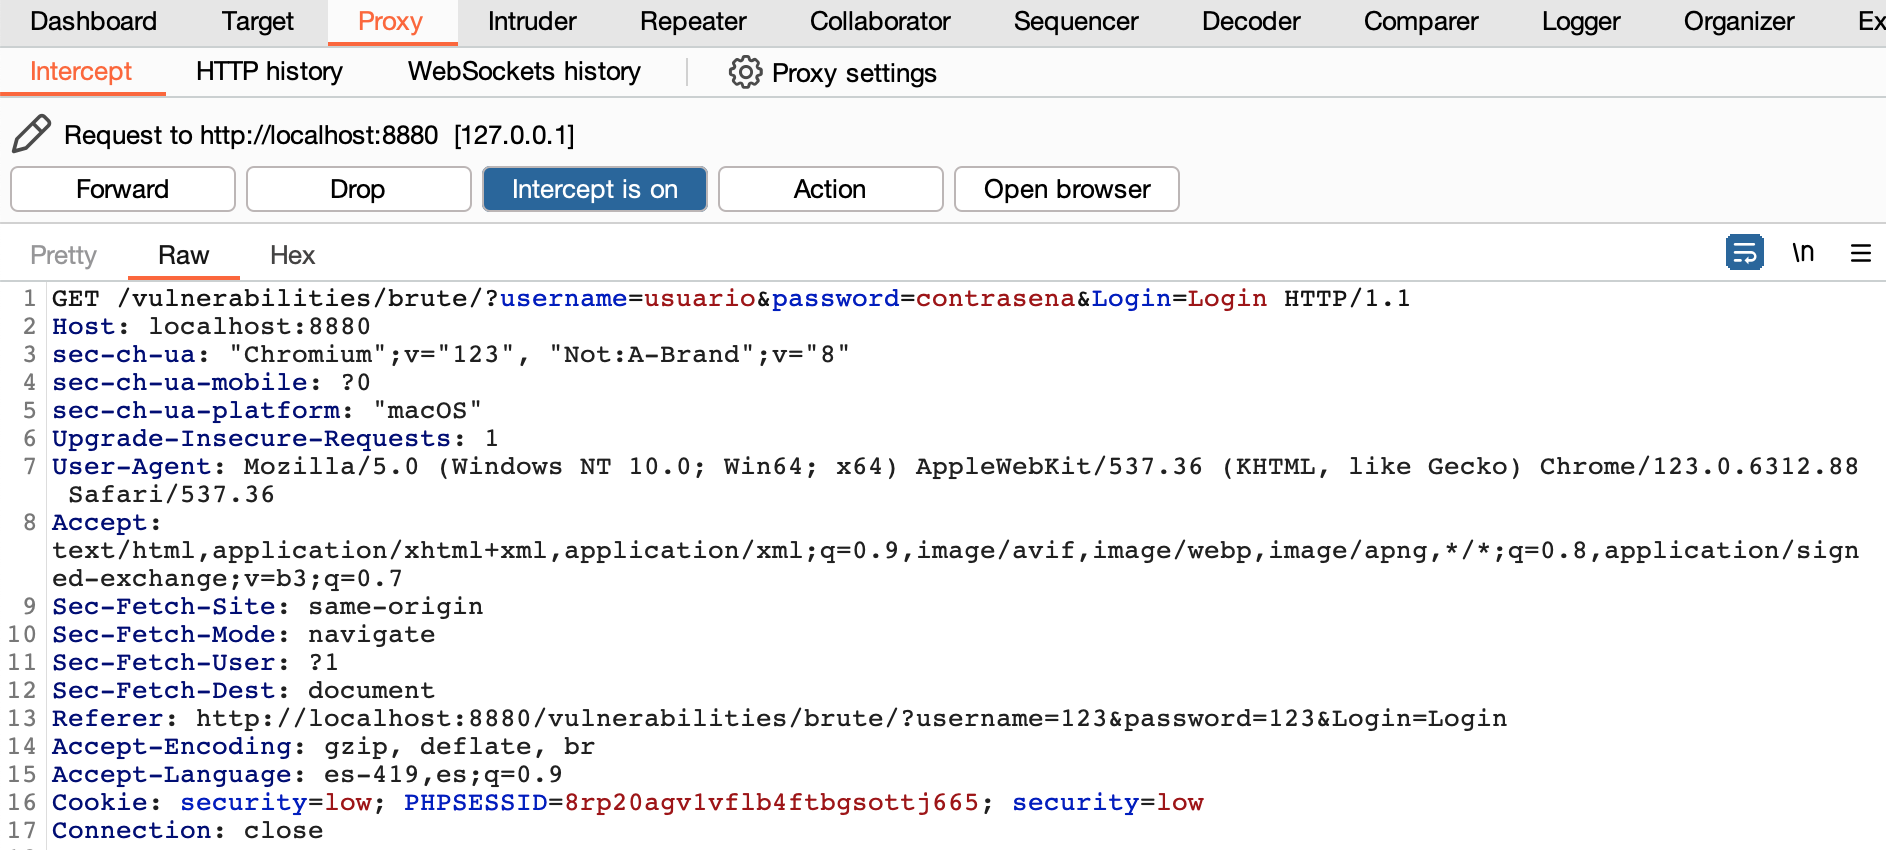 Dashboard Target Proxy Intruder Repeater Collaborator Sequencer Decoder Comparer Logger Organizer Ex
Intercept HTTP history WebSockets history Proxy settings
Request to http://localhost:8880 [127.0.0.1]
Forward Drop Intercept is on Action Open browser
Pretty Raw Hex \n
1 GET /vulnerabilities/brute/?username=usuario&password=contrasena&Login=Login HTTP/1.1
2 Host: localhost:8880
3 sec-ch-ua: "Chromium";v="123", "Not:A-Brand";v="8"
4 sec-ch-ua-mobile: ?0
5 sec-ch-ua-platform: "macOS"
6 Upgrade-Insecure-Requests: 1
7 User-Agent: Mozilla/5.0 (Windows NT 10.0; Win64; x64) AppleWebKit/537.36 (KHTML, like Gecko) Chrome/123.0.6312.88
Safari/537.36
8 Accept:
text/html,application/xhtml+xml,application/xml;q=0.9,image/avif,image/webp,image/apng,*/*;q=0.8,application/sign
ed-exchange;v=b3;q=0.7
9 Sec-Fetch-Site: same-origin
10 Sec-Fetch-Mode: navigate
11 Sec-Fetch-User: ?1
12 Sec-Fetch-Dest: document
13 Referer: http://localhost:8880/vulnerabilities/brute/?username=123&password=123&Login=Login
14 Accept-Encoding: gzip, deflate, br
15 Accept-Language: es-419,es;q=0.9
16 Cookie: security=low; PHPSESSID=8rp20agv1vflb4ftbgsottj665; security=low
17 Connection: close